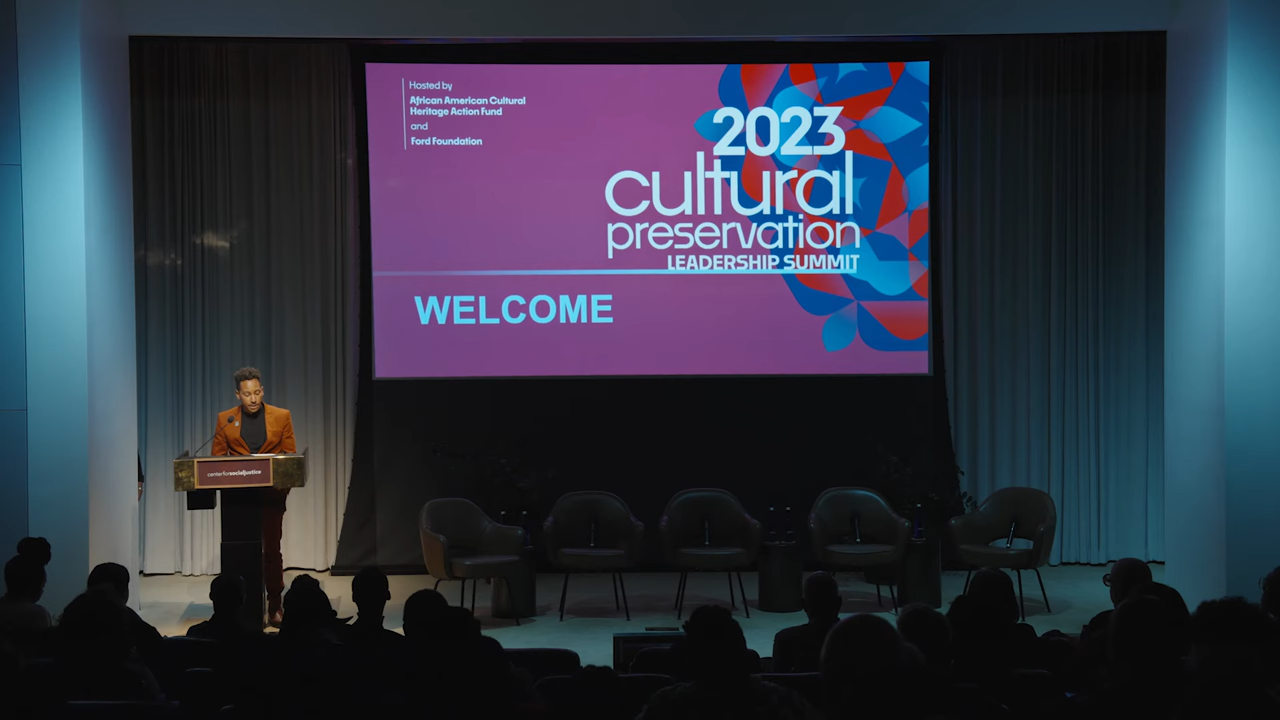 Hosted by
African American Cultural
Heritage Action Fund
and
Ford Foundation
2023
cultural
preservation
LEADERSHIP SUMMIT
WELCOME
centerforsocialjustice